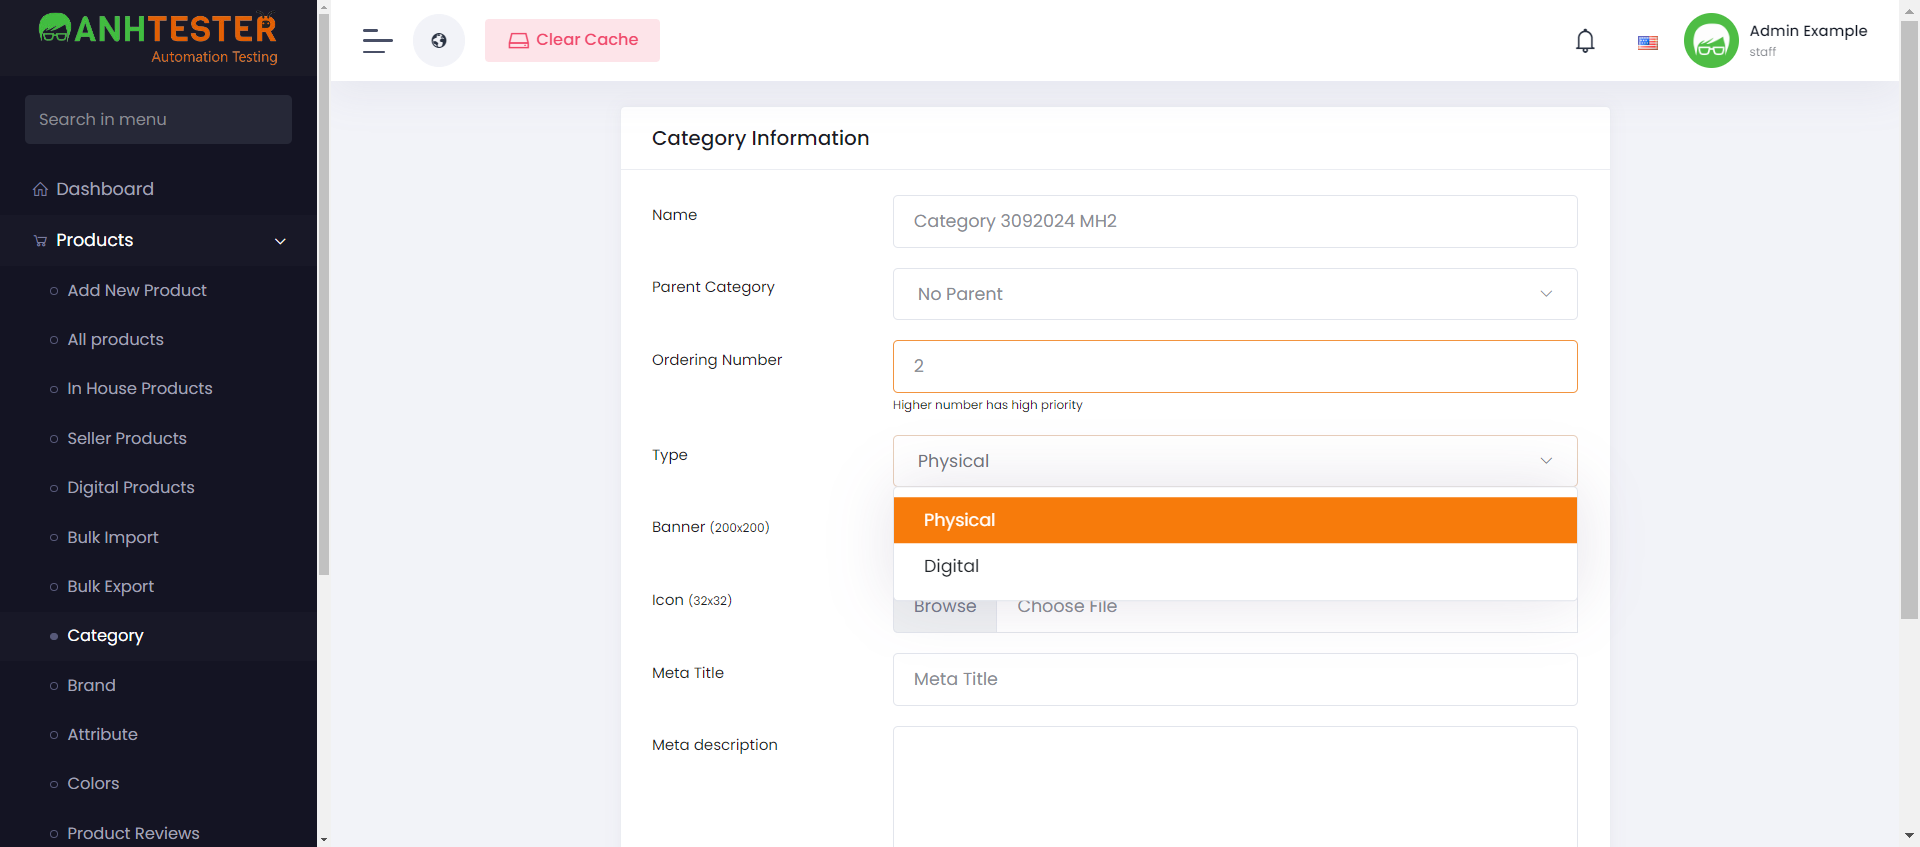 ANHTESTER
Automation Testing
Search in menu
Dashboard
Products
Add New Product
All products
In House Products
Seller Products
Digital Products
Bulk Import
Bulk Export
Category
Brand
Attribute
Colors
Product Reviews
Clear Cache
Admin Example
staff
Category Information
Name
Category 3092024 MH2
Parent Category
No Parent
Ordering Number
2
Higher number has high priority
Type
Physical
Physical
Digital
Banner (200x200)
Icon (32x32)
Browse
Choose File
Meta Title
Meta Title
Meta description